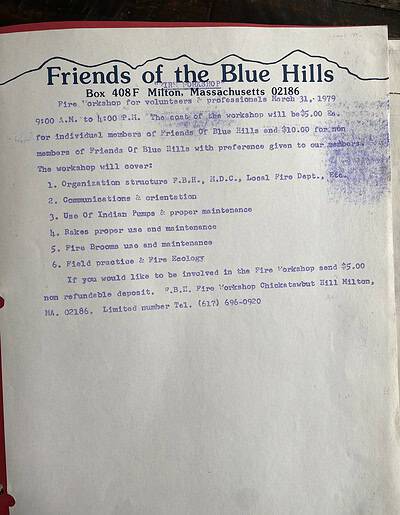 Friends of the Blue Hills
Box 408F Milton, Massachusetts 02186
FIRE WORKSHOP
Fire Workshop for volunteers & professionals March 31, 1979
9:00 A.M. to 4:00 P.M. The cost of the workshop will be $5.00 Ea.
for individual members of Friends Of Blue Hills and $10.00 for non
members of Friends Of Blue Hills with preference given to our members.
The workshop will cover:
1. Organization structure F.B.H., M.D.C., Local Fire Dept., Etc.
2. Communications & orientation
3. Use Of Indian Pumps & proper maintenance
4. Rakes proper use and maintenance
5. Fire Brooms use and maintenance
6. Field practice & Fire Ecology
If you would like to be involved in the Fire Workshop send $5.00
non refundable deposit. F.B.H. Fire Workshop Chickatawbut Hill Milton,
MA. 02186. Limited number Tel. (617) 696-0920